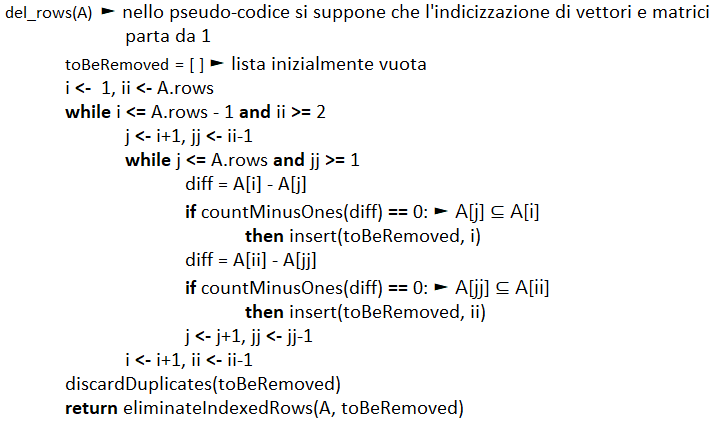 del_rows(A) ► nello pseudo-codice si suppone che l'indicizzazione di vettori e matrici
parta da 1
toBeRemoved = [ ] ► lista inizialmente vuota
i <- 1, ii <- A.rows
while i <= A.rows - 1 and ii >= 2
j <- i+1, jj <- ii-1
while j <= A.rows and jj >= 1
diff = A[i] - A[j]
if countMinusOnes(diff) == 0: ► A[j] ⊆ A[i]
then insert(toBeRemoved, i)
diff = A[ii] - A[jj]
if countMinusOnes(diff) == 0: ► A[jj] ⊆ A[ii]
then insert(toBeRemoved, ii)
j <- j+1, jj <- jj-1
i <- i+1, ii <- ii-1
discardDuplicates(toBeRemoved)
return eliminateIndexedRows(A, toBeRemoved)